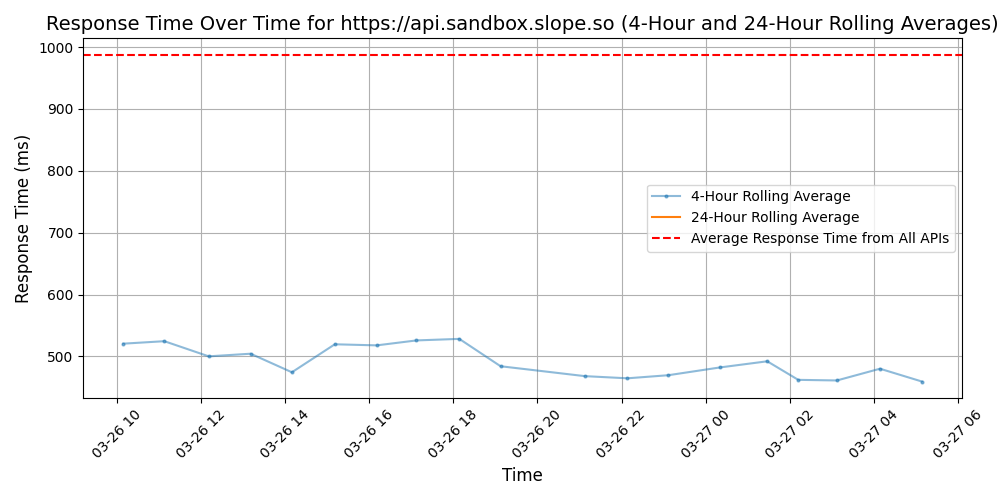 Response Time Over Time for https://api.sandbox.slope.so (4-Hour and 24-Hour Rolling Averages)
Response Time (ms)
1000
900
800
700
600
500
4-Hour Rolling Average
24-Hour Rolling Average
Average Response Time from All APIs
03-26 10
03-26 12
03-26 14
03-26 16
03-26 18
03-26 20
03-26 22
03-27 00
03-27 02
03-27 04
03-27 06
Time